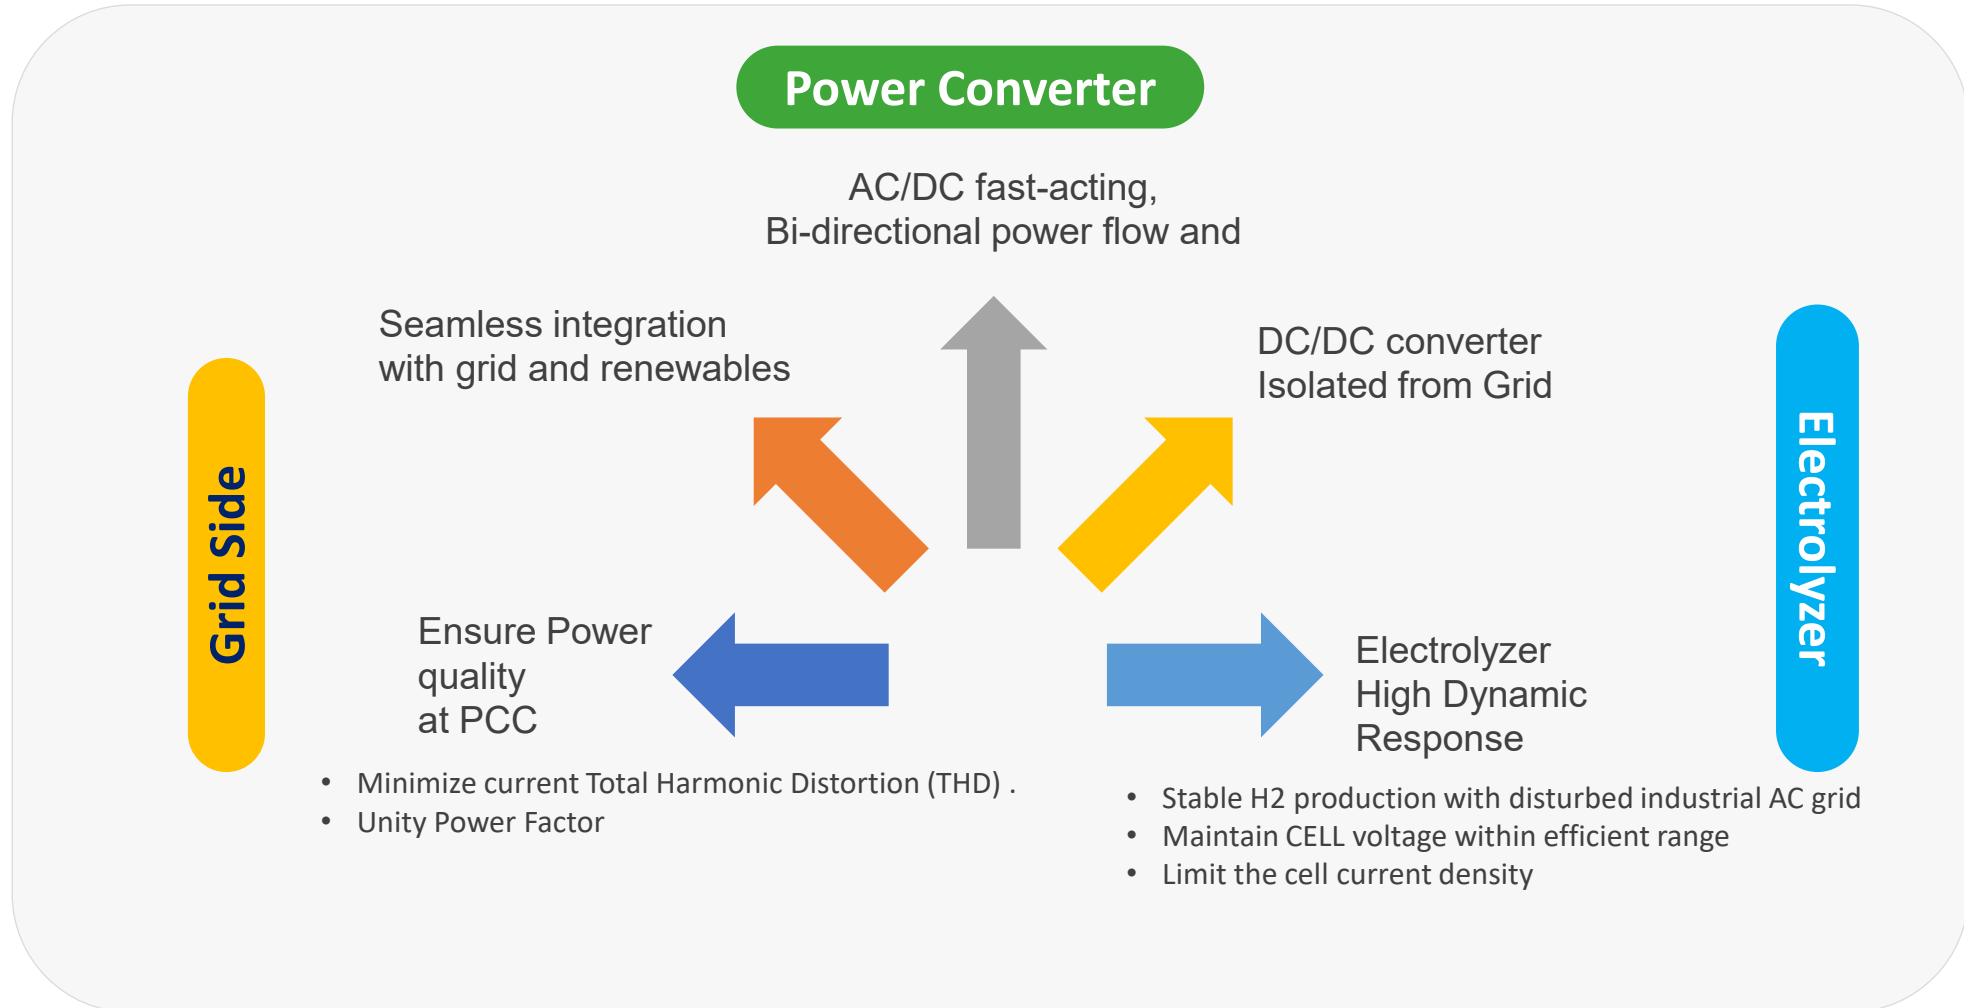 Power Converter
AC/DC fast-acting,
Bi-directional power flow and
Seamless integration
with grid and renewables
DC/DC converter
Isolated from Grid
Grid Side
Electrolyzer
Ensure Power
quality
at PCC
Electrolyzer
High Dynamic
Response
• Minimize current Total Harmonic Distortion (THD) .
• Unity Power Factor
• Stable H2 production with disturbed industrial AC grid
• Maintain CELL voltage within efficient range
• Limit the cell current density